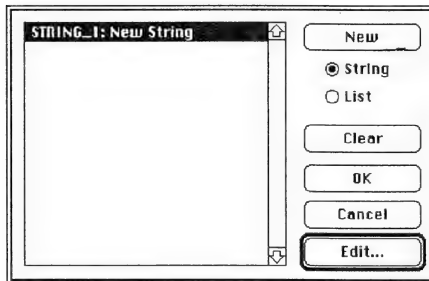 STRING_1: New String
New
String
List
Clear
OK
Cancel
Edit...